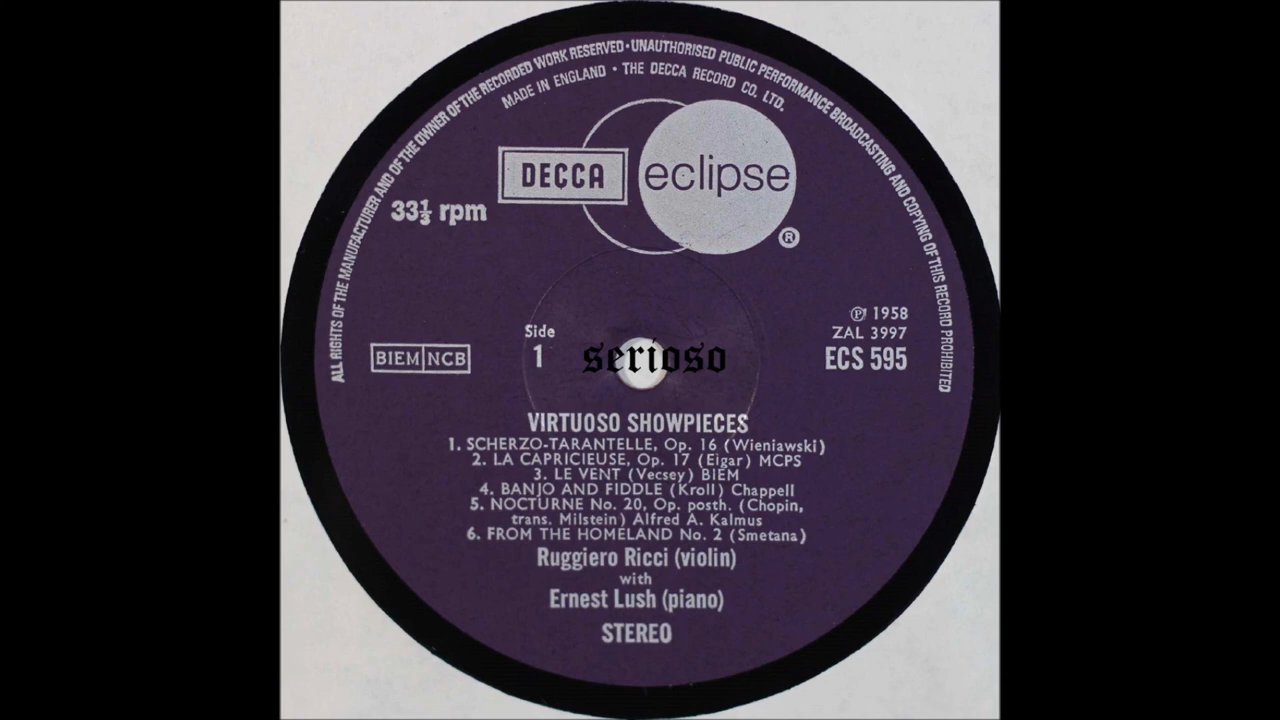 ALL RIGHTS OF THE MANUFACTURER AND OF THE OWNER OF THE RECORDED WORK RESERVED • UNAUTHORISED PUBLIC PERFORMANCE BROADCASTING AND COPYING OF THIS RECORD PROHIBITED
MADE IN ENGLAND • THE DECCA RECORD CO. LTD.
DECCA eclipse
33⅓ rpm
®
℗ 1958
ZAL 3997
ECS 595
BIEM NCB
Side
1
serioso
VIRTUOSO SHOWPIECES
1. SCHERZO-TARANTELLE, Op. 16 (Wieniawski)
2. LA CAPRICIEUSE, Op. 17 (Elgar) MCPS
3. LE VENT (Vecsey) BIEM
4. BANJO AND FIDDLE (Kroll) Chappell
5. NOCTURNE No. 20, Op. posth. (Chopin,
trans. Milstein) Alfred A. Kalmus
6. FROM THE HOMELAND No. 2 (Smetana)
Ruggiero Ricci (violin)
with
Ernest Lush (piano)
STEREO